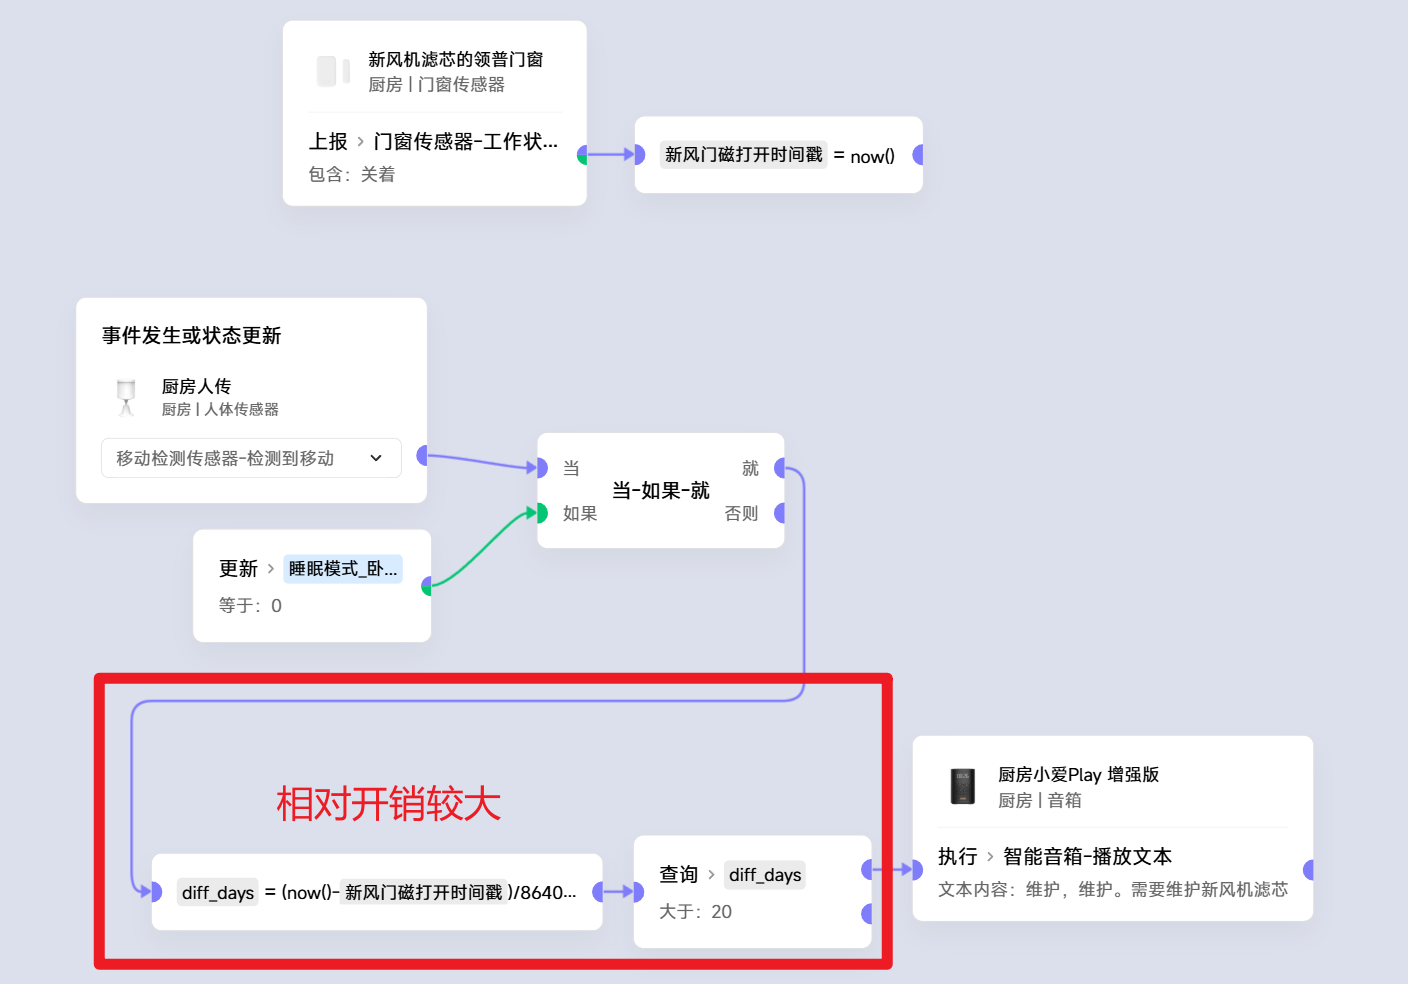 新风机滤芯的领普门窗
厨房 | 门窗传感器
上报 > 门窗传感器-工作状...
包含：关着
新风门磁打开时间戳 = now()
事件发生或状态更新
厨房人传
厨房 | 人体传感器
移动检测传感器-检测到移动
当
就
当-如果-就
如果
否则
更新 > 睡眠模式_卧...
等于：0
相对开销较大
diff_days = (now()-新风门磁打开时间戳)/8640...
查询 > diff_days
大于：20
厨房小爱Play 增强版
厨房 | 音箱
执行 > 智能音箱-播放文本
文本内容：维护，维护。需要维护新风机滤芯